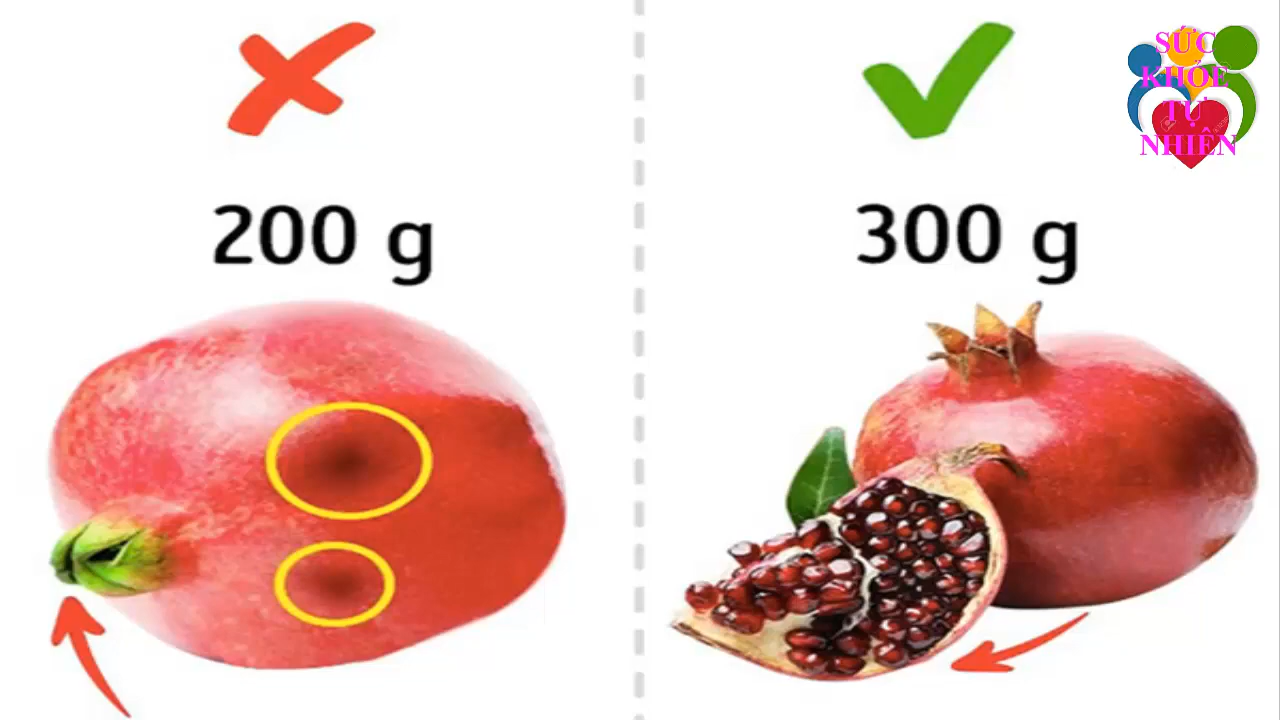 200 g
300 g
SỨC
KHỎE
TỰ
NHIÊN